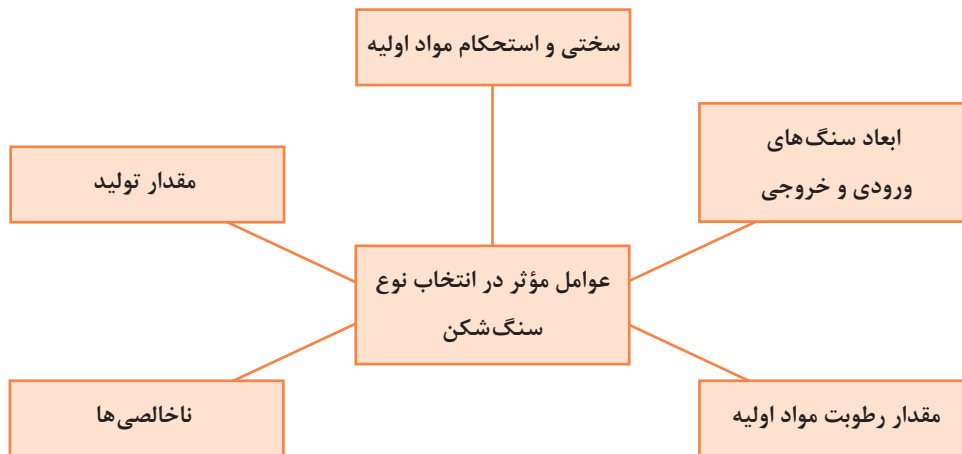 سختی و استحکام مواد اولیه
ابعاد سنگ‌های
ورودی و خروجی
مقدار تولید
عوامل مؤثر در انتخاب نوع
سنگ‌شکن
مقدار رطوبت مواد اولیه
ناخالصی‌ها